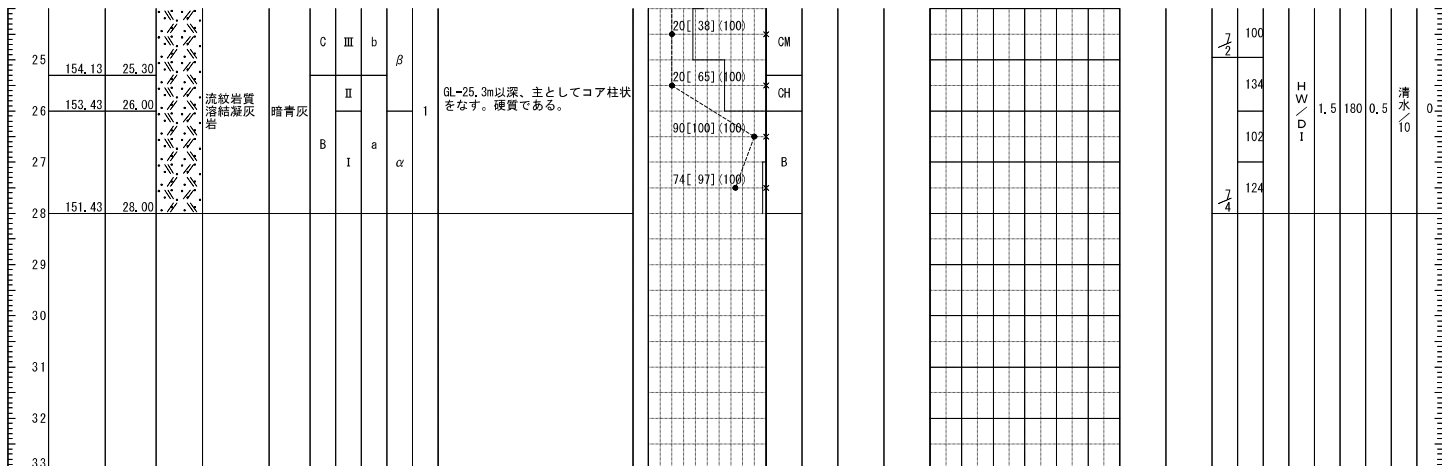 20[ 38](100)
C Ⅲ b CM 7/2 100
25 β
154.13 25.30
20[ 65](100)
Ⅱ CH 134
流紋岩質
溶結凝灰
岩
暗青灰
GL-25.3m以深、主としてコア柱状
をなす。硬質である。
26 153.43 26.00 1
HW/DI 1.5 180 0.5 清水/10 0
90[100](100)
102
B Ⅰ a α B
27
74[ 97](100)
124
7/4
28 151.43 28.00
29
30
31
32
33